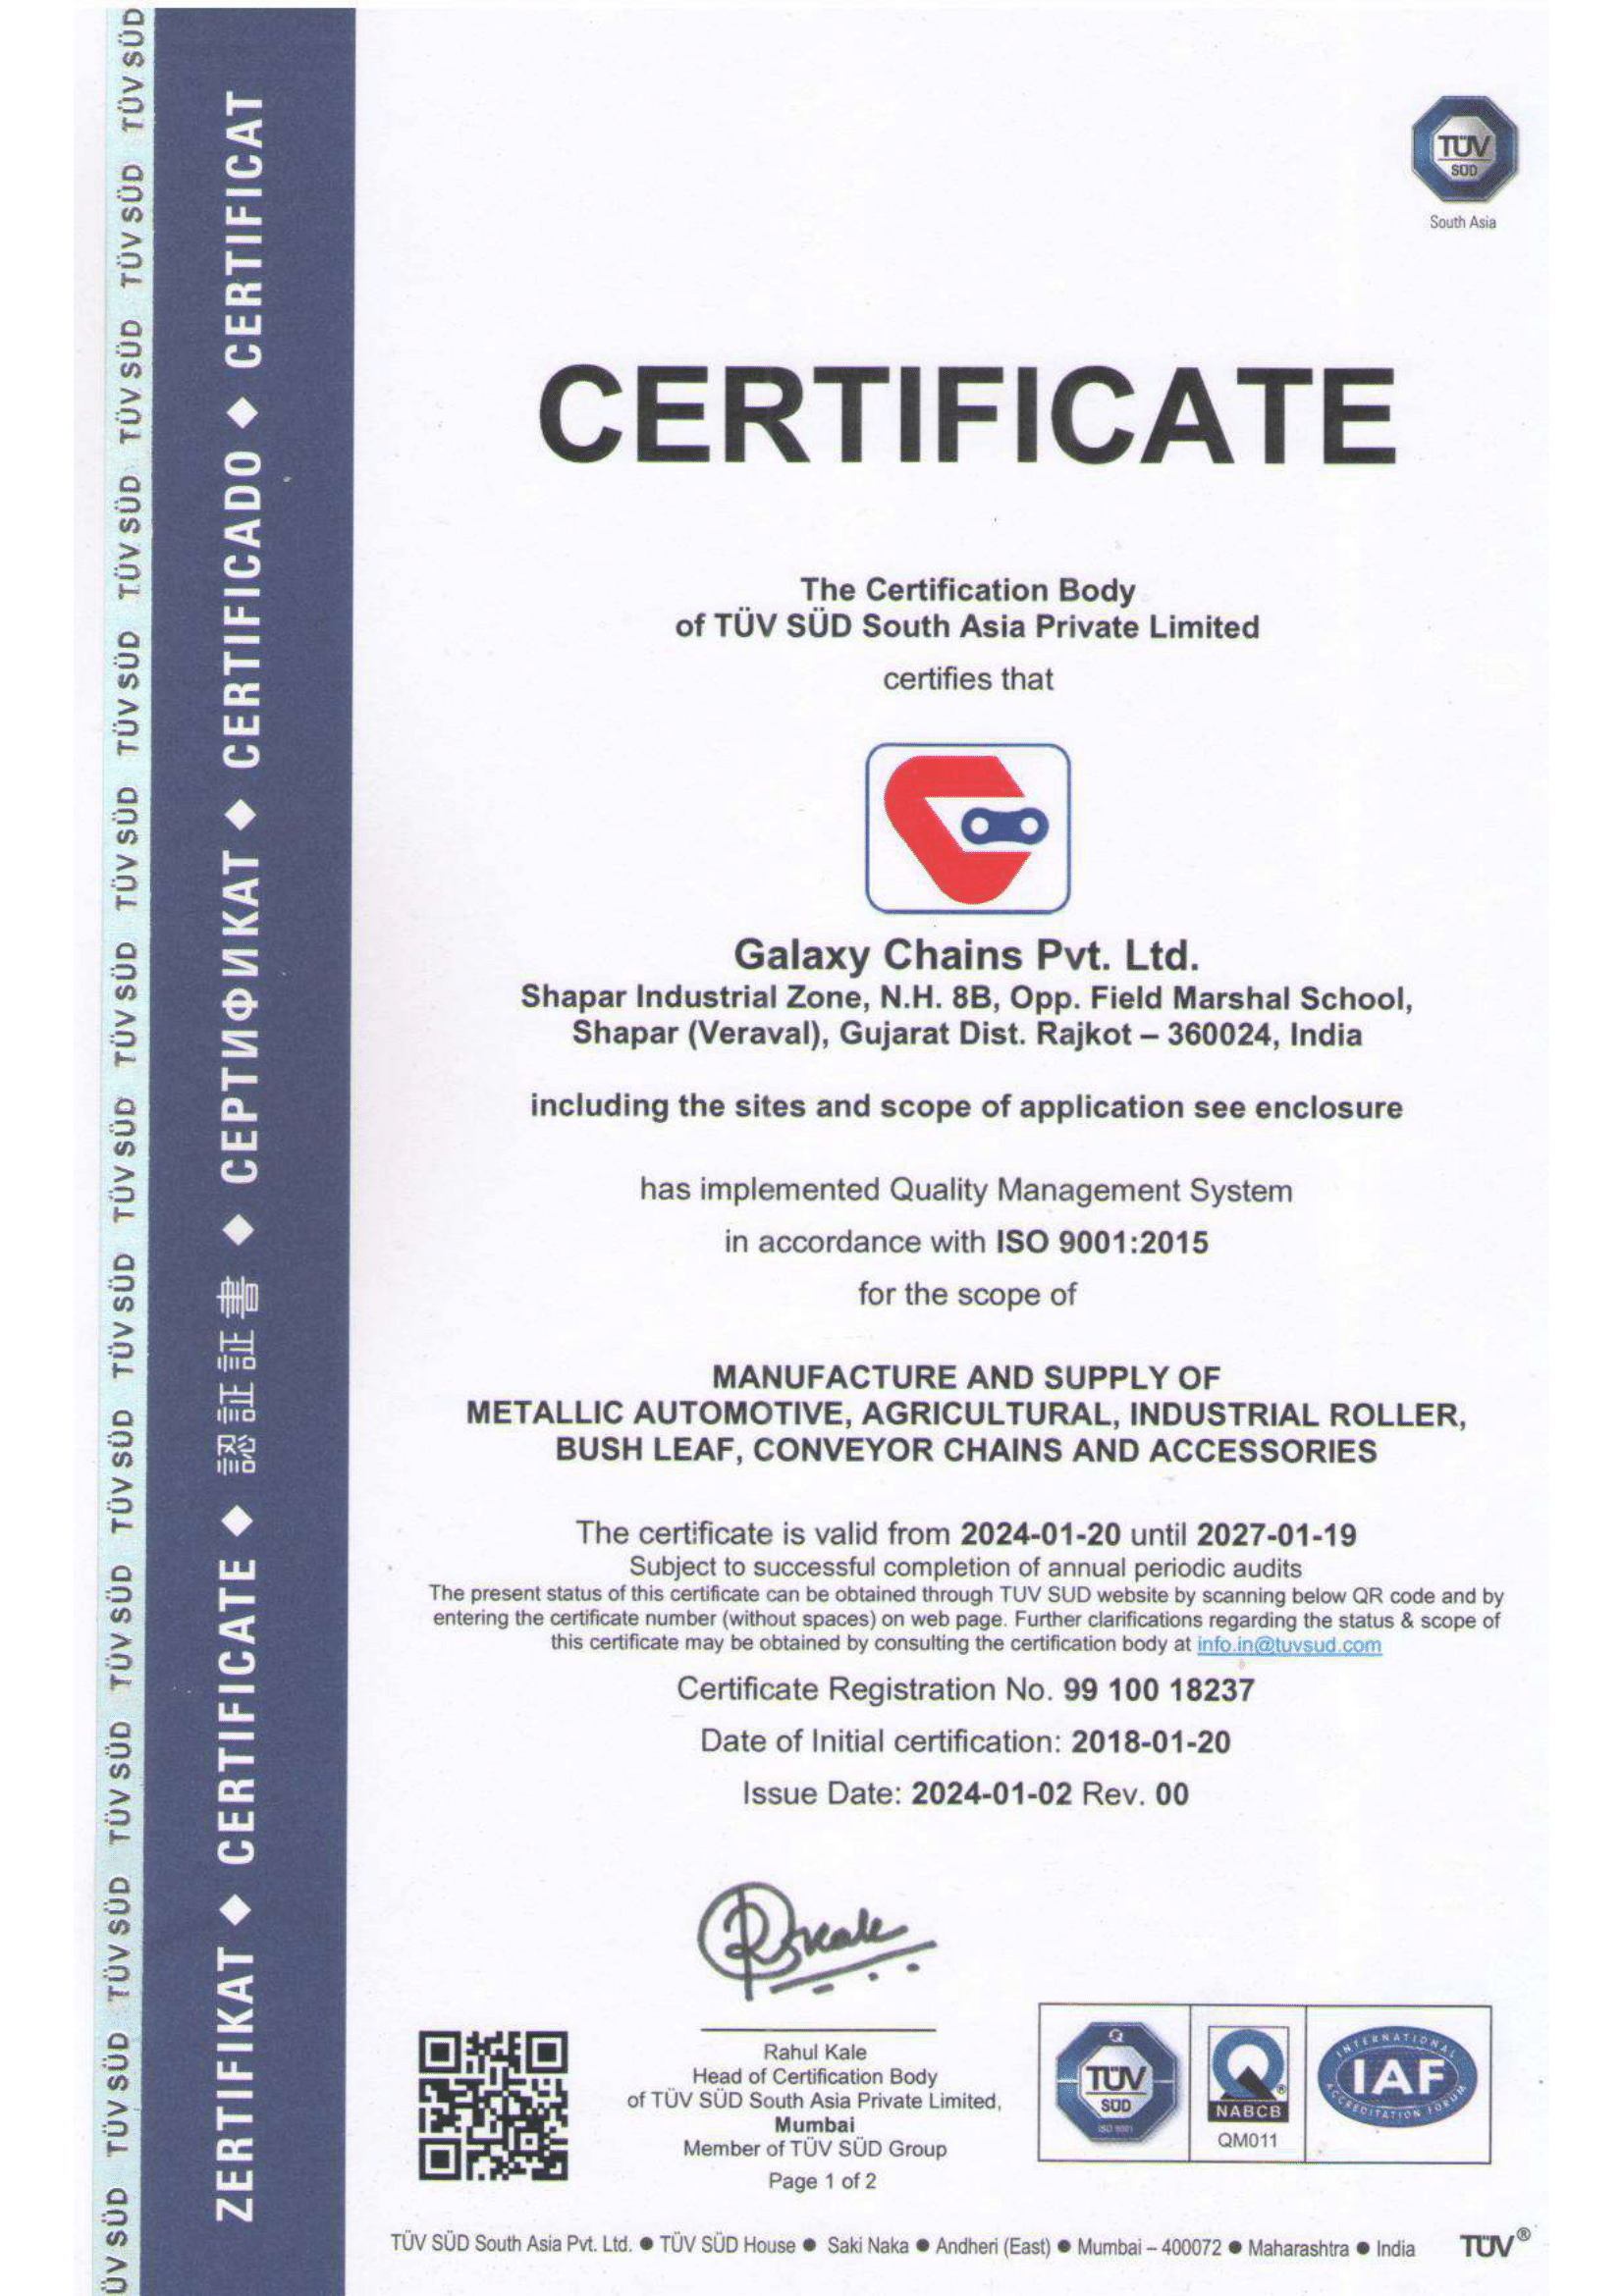 TÜV SÜD TÜV SÜD TÜV SÜD TÜV SÜD TÜV SÜD TÜV SÜD TÜV SÜD TÜV SÜD TÜV SÜD TÜV SÜD TÜV SÜD TÜV SÜD TÜV SÜD TÜV SÜD ÜV SÜD
ZERTIFIKAT ◆ CERTIFICATE ◆ 認証証書 ◆ СЕРТИФИКАТ ◆ CERTIFICADO ◆ CERTIFICAT
TÜV
SÜD
South Asia
CERTIFICATE
The Certification Body
of TÜV SÜD South Asia Private Limited
certifies that
Galaxy Chains Pvt. Ltd.
Shapar Industrial Zone, N.H. 8B, Opp. Field Marshal School,
Shapar (Veraval), Gujarat Dist. Rajkot – 360024, India
including the sites and scope of application see enclosure
has implemented Quality Management System
in accordance with ISO 9001:2015
for the scope of
MANUFACTURE AND SUPPLY OF
METALLIC AUTOMOTIVE, AGRICULTURAL, INDUSTRIAL ROLLER,
BUSH LEAF, CONVEYOR CHAINS AND ACCESSORIES
The certificate is valid from 2024-01-20 until 2027-01-19
Subject to successful completion of annual periodic audits
The present status of this certificate can be obtained through TUV SUD website by scanning below QR code and by
entering the certificate number (without spaces) on web page. Further clarifications regarding the status & scope of
this certificate may be obtained by consulting the certification body at info.in@tuvsud.com
Certificate Registration No. 99 100 18237
Date of Initial certification: 2018-01-20
Issue Date: 2024-01-02 Rev. 00
RKale
Rahul Kale
Head of Certification Body
of TÜV SÜD South Asia Private Limited,
Mumbai
Member of TÜV SÜD Group
Page 1 of 2
Q
TÜV
SÜD
ISO 9001
NABCB
QM011
INTERNATIONAL
IAF
ACCREDITATION FORUM
TÜV SÜD South Asia Pvt. Ltd. ● TÜV SÜD House ● Saki Naka ● Andheri (East) ● Mumbai – 400072 ● Maharashtra ● India TÜV®